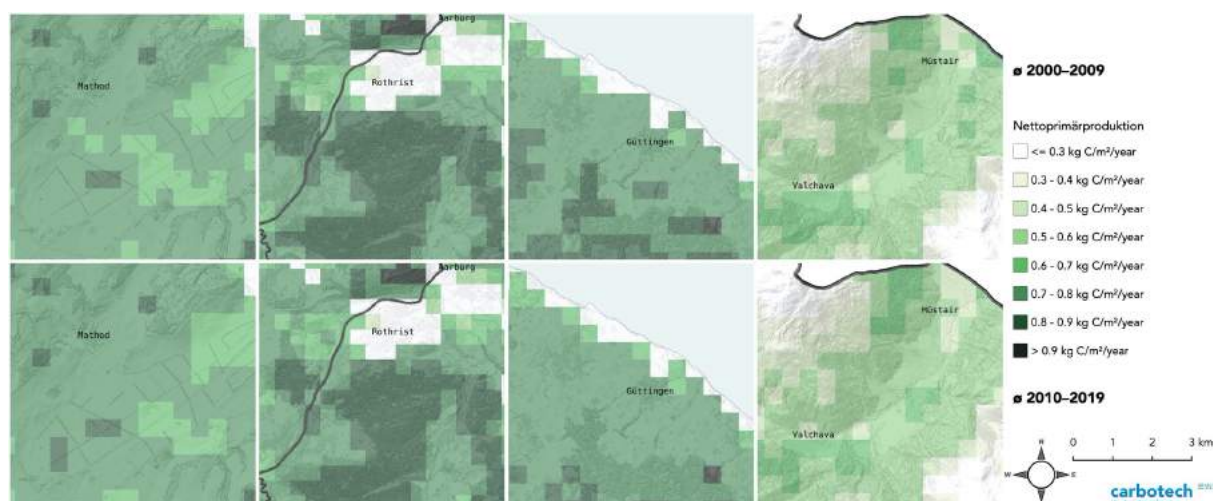 Aarburg
Mathod
Rothrist
Güttingen
Müstair
Valchava
ø 2000–2009
Nettoprimärproduktion
<= 0.3 kg C/m²/year
0.3 - 0.4 kg C/m²/year
0.4 - 0.5 kg C/m²/year
0.5 - 0.6 kg C/m²/year
0.6 - 0.7 kg C/m²/year
0.7 - 0.8 kg C/m²/year
0.8 - 0.9 kg C/m²/year
> 0.9 kg C/m²/year
Aarburg
Mathod
Rothrist
Güttingen
Müstair
Valchava
ø 2010–2019
0 1 2 3 km
N
W E
S
carbotech